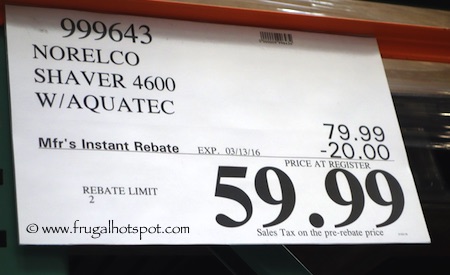 999643
NORELCO
SHAVER 4600
W/AQUATEC
79.99
Mfr's Instant Rebate EXP. 03/13/16 -20.00
PRICE AT REGISTER
REBATE LIMIT
2
59.99
Sales Tax on the pre-rebate price
© www.frugalhotspot.com